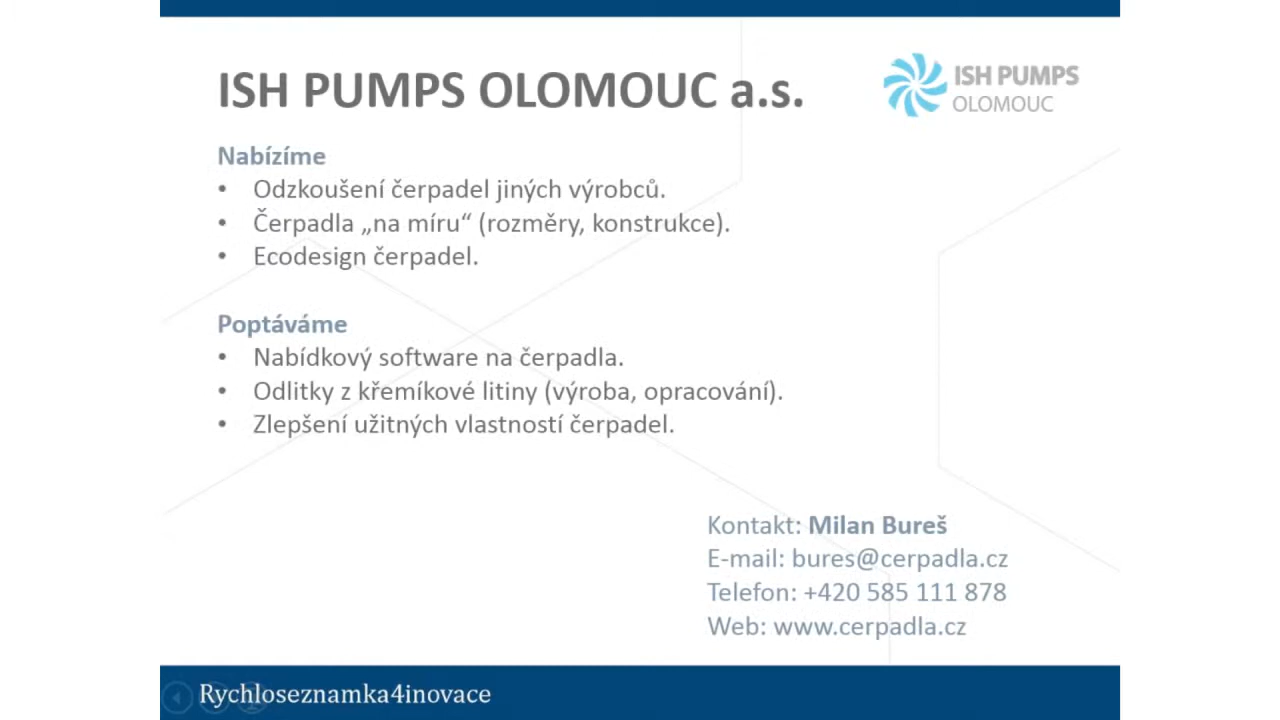 ISH PUMPS OLOMOUC a.s.
ISH PUMPS
OLOMOUC
Nabízíme
• Odzkoušení čerpadel jiných výrobců.
• Čerpadla „na míru“ (rozměry, konstrukce).
• Ecodesign čerpadel.
Poptáváme
• Nabídkový software na čerpadla.
• Odlitky z křemíkové litiny (výroba, opracování).
• Zlepšení užitných vlastností čerpadel.
Kontakt: Milan Bureš
E-mail: bures@cerpadla.cz
Telefon: +420 585 111 878
Web: www.cerpadla.cz
Rychloseznamka4inovace